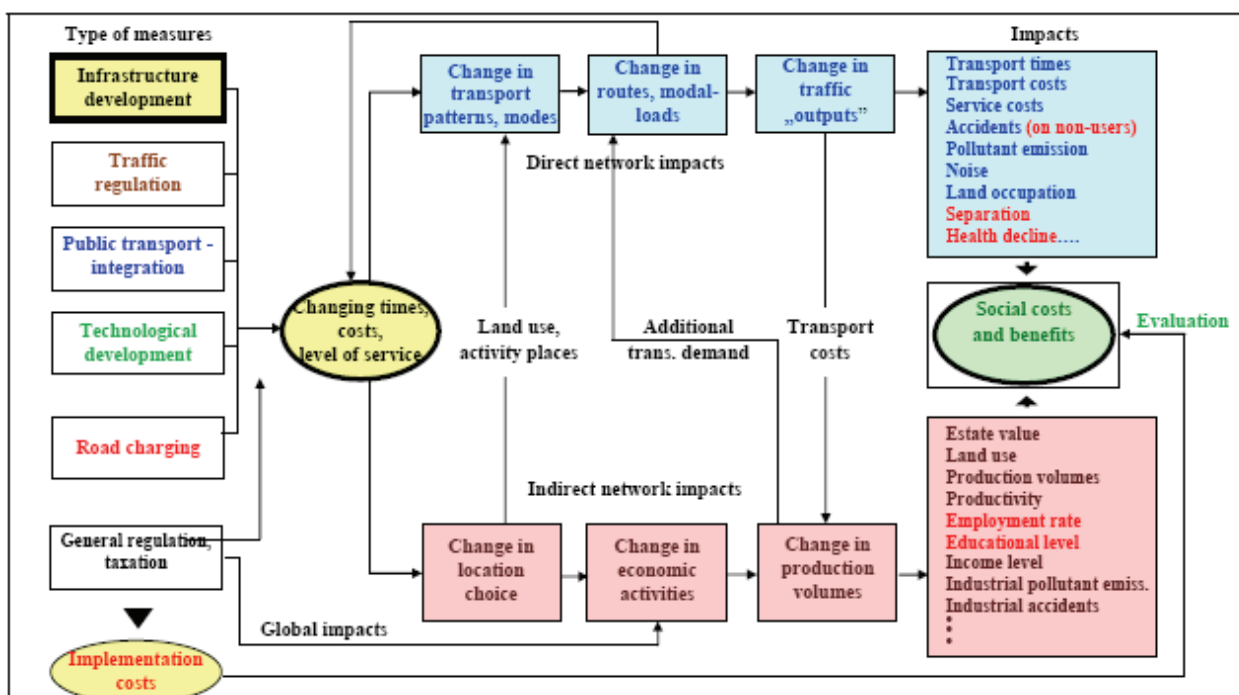 Type of measures
Infrastructure
development
Traffic
regulation
Public transport -
integration
Technological
development
Road charging
General regulation,
taxation
Implementation
costs
Changing times,
costs,
level of service
Change in
transport
patterns, modes
Change in
routes, modal-
loads
Change in
traffic
„outputs”
Direct network impacts
Land use,
activity places
Additional
trans. demand
Transport
costs
Indirect network impacts
Change in
location
choice
Change in
economic
activities
Change in
production
volumes
Global impacts
Impacts
Transport times
Transport costs
Service costs
Accidents (on non-users)
Pollutant emission
Noise
Land occupation
Separation
Health decline….
Social costs
and benefits
Evaluation
Estate value
Land use
Production volumes
Productivity
Employment rate
Educational level
Income level
Industrial pollutant emiss.
Industrial accidents